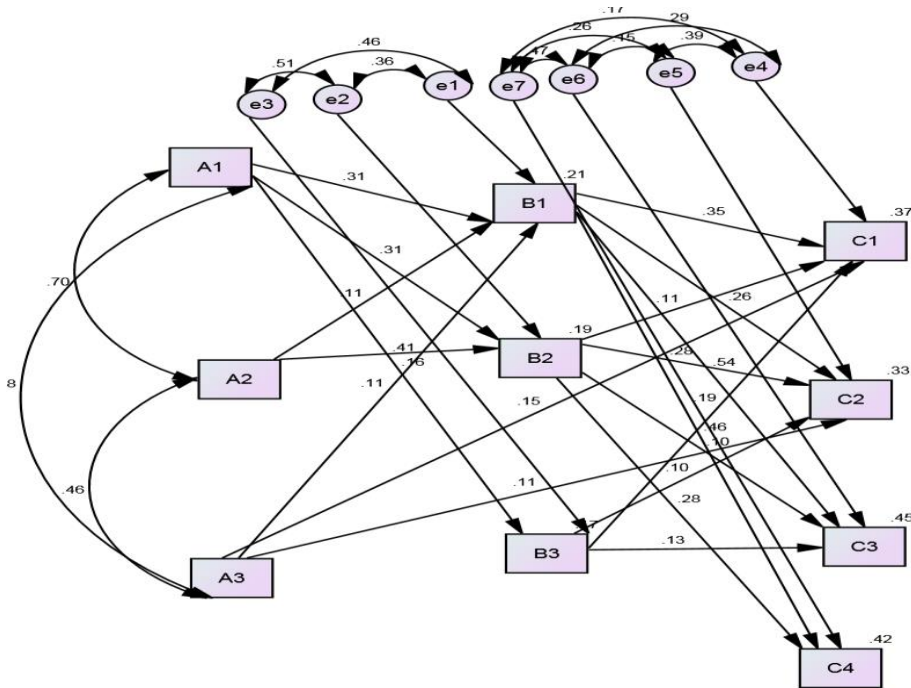 .17
.46 .26 .29
.51 .47 .15 .39
.36
e3 e2 e1 e7 e6 e5 e4
A1
.31 .21
B1
.35 .37
C1
.31
.70 .11
.11 .26
.19
B2
.41 .28
.16 .54 .33
A2
.11
8 .15 .19
C2
.46
.10
.10
.46 .11 .28
.45
.13
B3 C3
A3
.42
C4